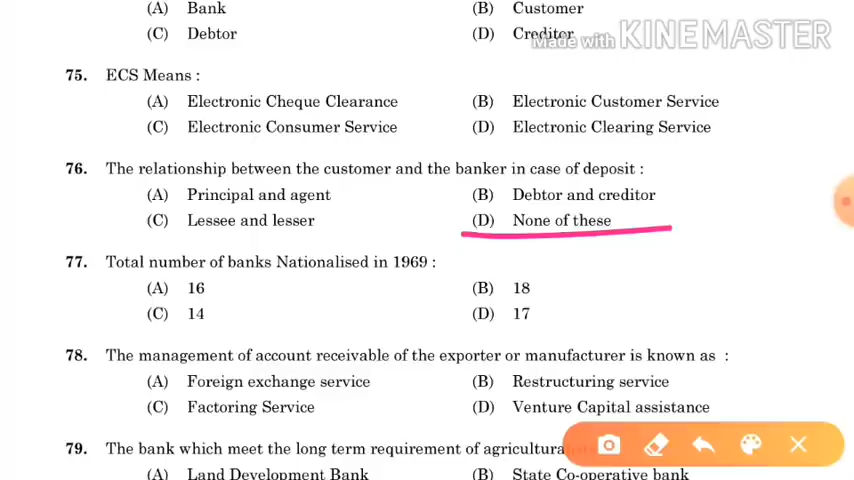 (A) Bank (B) Customer
(C) Debtor (D) Creditor
Made with KINEMASTER
75. ECS Means :
(A) Electronic Cheque Clearance (B) Electronic Customer Service
(C) Electronic Consumer Service (D) Electronic Clearing Service
76. The relationship between the customer and the banker in case of deposit :
(A) Principal and agent (B) Debtor and creditor
(C) Lessee and lesser (D) None of these
77. Total number of banks Nationalised in 1969 :
(A) 16 (B) 18
(C) 14 (D) 17
78. The management of account receivable of the exporter or manufacturer is known as :
(A) Foreign exchange service (B) Restructuring service
(C) Factoring Service (D) Venture Capital assistance
79. The bank which meet the long term requirement of
(A) Land Development Bank (B) State Co-operative bank